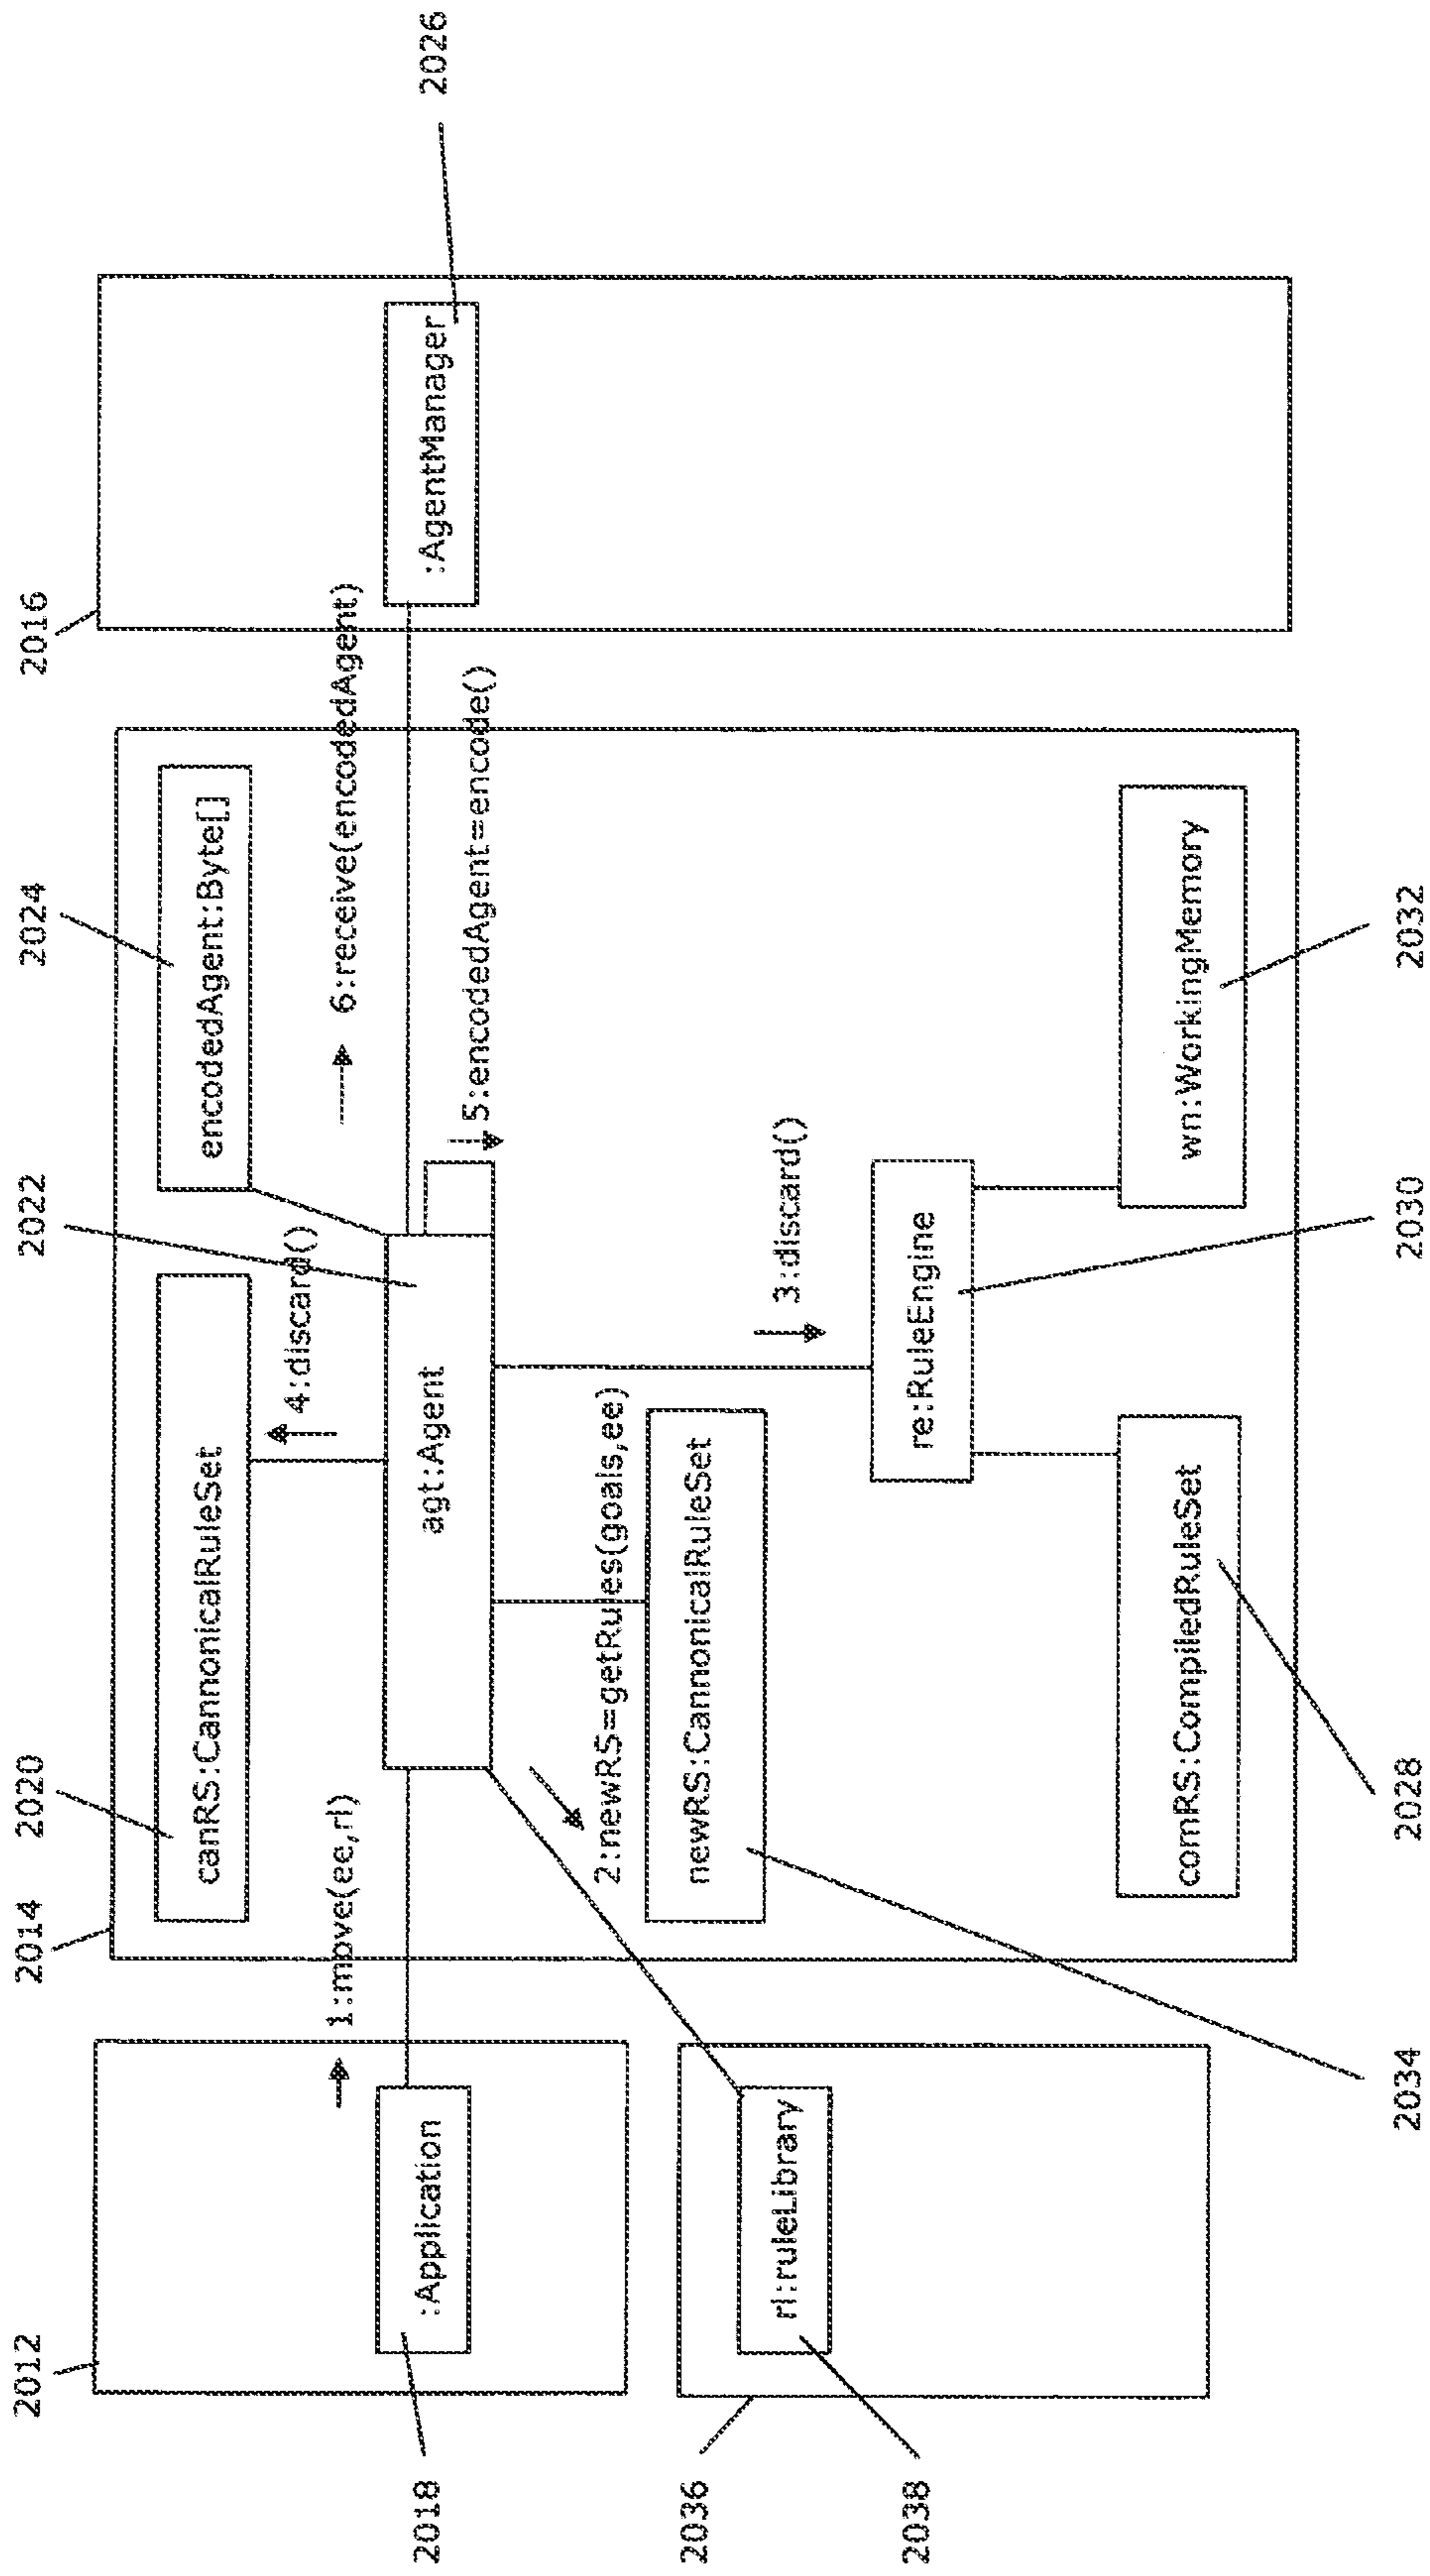 2012
2014
2020
2022
2024
2016
canRS:CannonicalRuleSet
encodedAgent:Byte[]
4:discard()
1:move(ee,rl)
6:receive(encodedAgent)
2018
:Application
agt:Agent
:AgentManager
2026
5:encodedAgent=encode()
2:newRS=getRules(goals,ee)
newRS:CannonicalRuleSet
3:discard()
2036
rl:ruleLibrary
2038
re:RuleEngine
comRS:CompiledRuleSet
wn:WorkingMemory
2034
2028
2030
2032